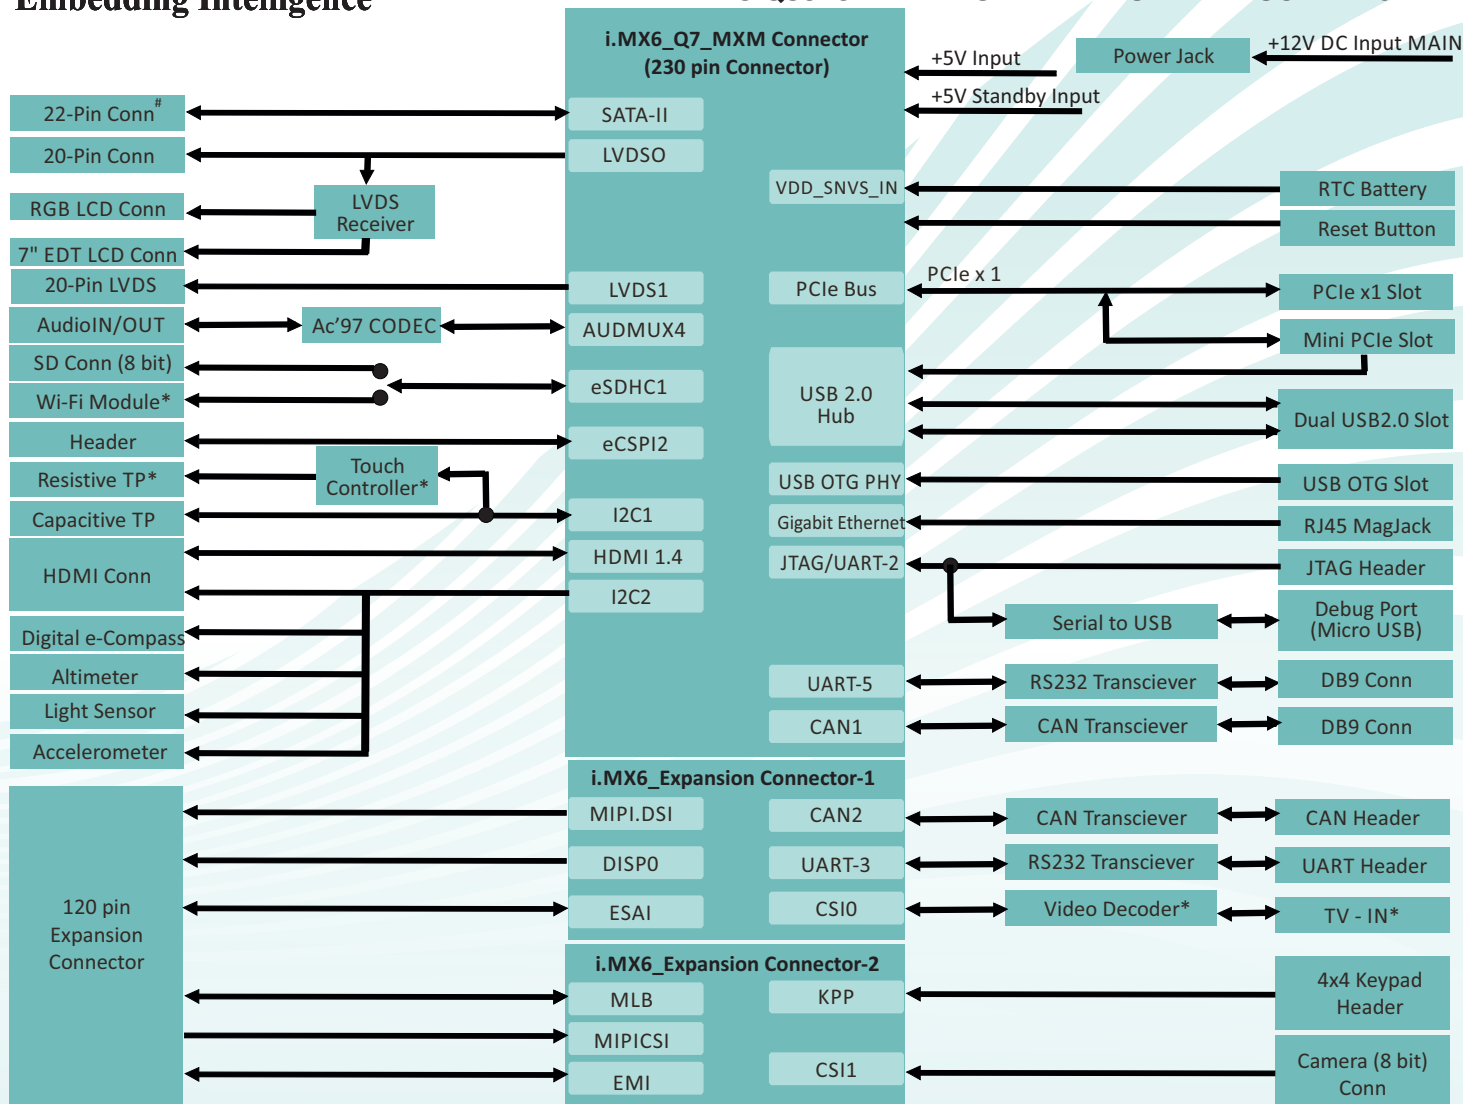 Embedding Intelligence
i.MX6_Q7_MXM Connector
(230 pin Connector)
+5V Input
Power Jack
+12V DC Input MAIN
+5V Standby Input
22-Pin Conn#
SATA-II
20-Pin Conn
LVDSO
VDD_SNVS_IN
RTC Battery
RGB LCD Conn
LVDS
Receiver
Reset Button
7" EDT LCD Conn
20-Pin LVDS
LVDS1
PCIe Bus
PCIe x 1
PCIe x1 Slot
AudioIN/OUT
Ac'97 CODEC
AUDMUX4
Mini PCIe Slot
SD Conn (8 bit)
eSDHC1
USB 2.0
Hub
Wi-Fi Module*
Dual USB2.0 Slot
Header
eCSPI2
Resistive TP*
Touch
Controller*
USB OTG PHY
USB OTG Slot
Capacitive TP
I2C1
Gigabit Ethernet
RJ45 MagJack
HDMI Conn
HDMI 1.4
JTAG/UART-2
JTAG Header
I2C2
Digital e-Compass
Serial to USB
Debug Port
(Micro USB)
Altimeter
UART-5
RS232 Transciever
DB9 Conn
Light Sensor
CAN1
CAN Transciever
DB9 Conn
Accelerometer
i.MX6_Expansion Connector-1
MIPI.DSI
CAN2
CAN Transciever
CAN Header
DISP0
UART-3
RS232 Transciever
UART Header
120 pin
Expansion
Connector
ESAI
CSI0
Video Decoder*
TV - IN*
i.MX6_Expansion Connector-2
MLB
KPP
4x4 Keypad
Header
MIPICSI
EMI
CSI1
Camera (8 bit)
Conn